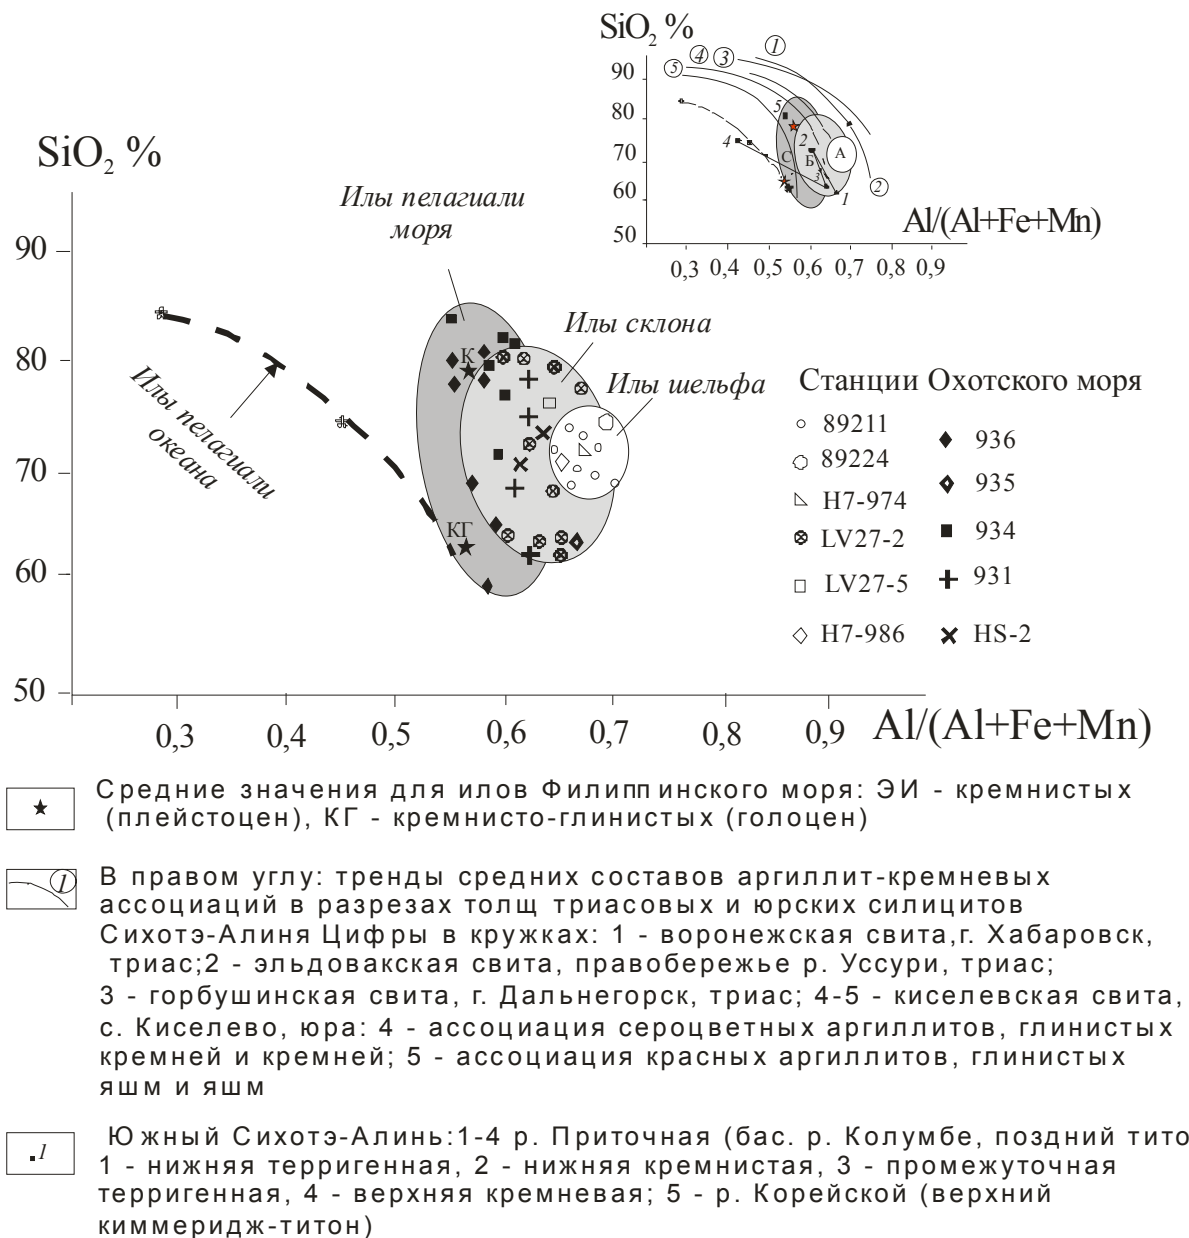 SiO2 %
90
80
70
60
50
1
2
3
4
5
5
4
2
3
1
С
Б
А
Al/(Al+Fe+Mn)
0,3 0,4 0,5 0,6 0,7 0,8 0,9
SiO2 %
90
80
70
60
50
Илы пелагиали
моря
Илы склона
Илы шельфа
Илы пелагиали
океана
К
КГ
0,3 0,4 0,5 0,6 0,7 0,8 0,9 Al/(Al+Fe+Mn)
Станции Охотского моря
89211
89224
Н7-974
LV27-2
LV27-5
Н7-986
936
935
934
931
HS-2
Средние значения для илов Филиппинского моря: ЭИ - кремнистых
(плейстоцен), КГ - кремнисто-глинистых (голоцен)
1
В правом углу: тренды средних составов аргиллит-кремневых
ассоциаций в разрезах толщ триасовых и юрских силицитов
Сихотэ-Алиня Цифры в кружках: 1 - воронежская свита,г. Хабаровск,
триас;2 - эльдовакская свита, правобережье р. Уссури, триас;
3 - горбушинская свита, г. Дальнегорск, триас; 4-5 - киселевская свита,
с. Киселево, юра: 4 - ассоциация сероцветных аргиллитов, глинистых
кремней и кремней; 5 - ассоциация красных аргиллитов, глинистых
яшм и яшм
1
Южный Сихотэ-Алинь:1-4 р. Приточная (бас. р. Колумбе, поздний тито
1 - нижняя терригенная, 2 - нижняя кремнистая, 3 - промежуточная
терригенная, 4 - верхняя кремневая; 5 - р. Корейской (верхний
киммеридж-титон)